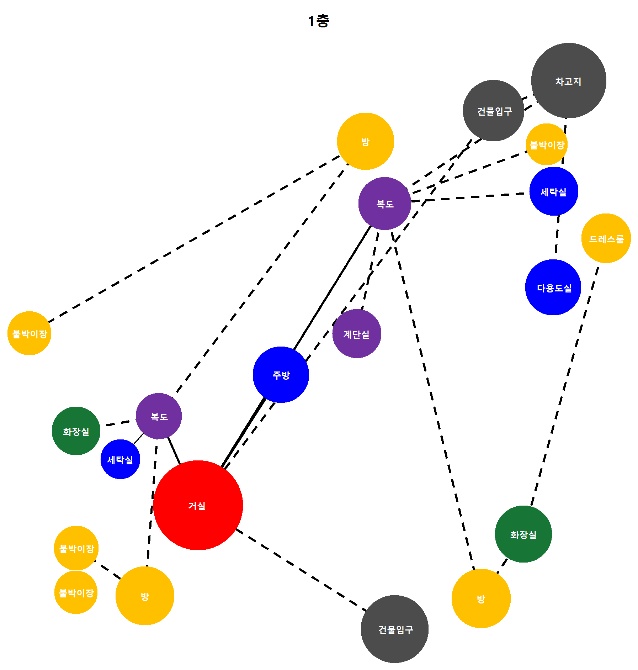 1층
차고지
건물입구
방
붙박이장
세탁실
복도
드레스룸
다용도실
붙박이장
계단실
주방
복도
화장실
세탁실
거실
화장실
붙박이장
붙박이장
방
방
건물입구